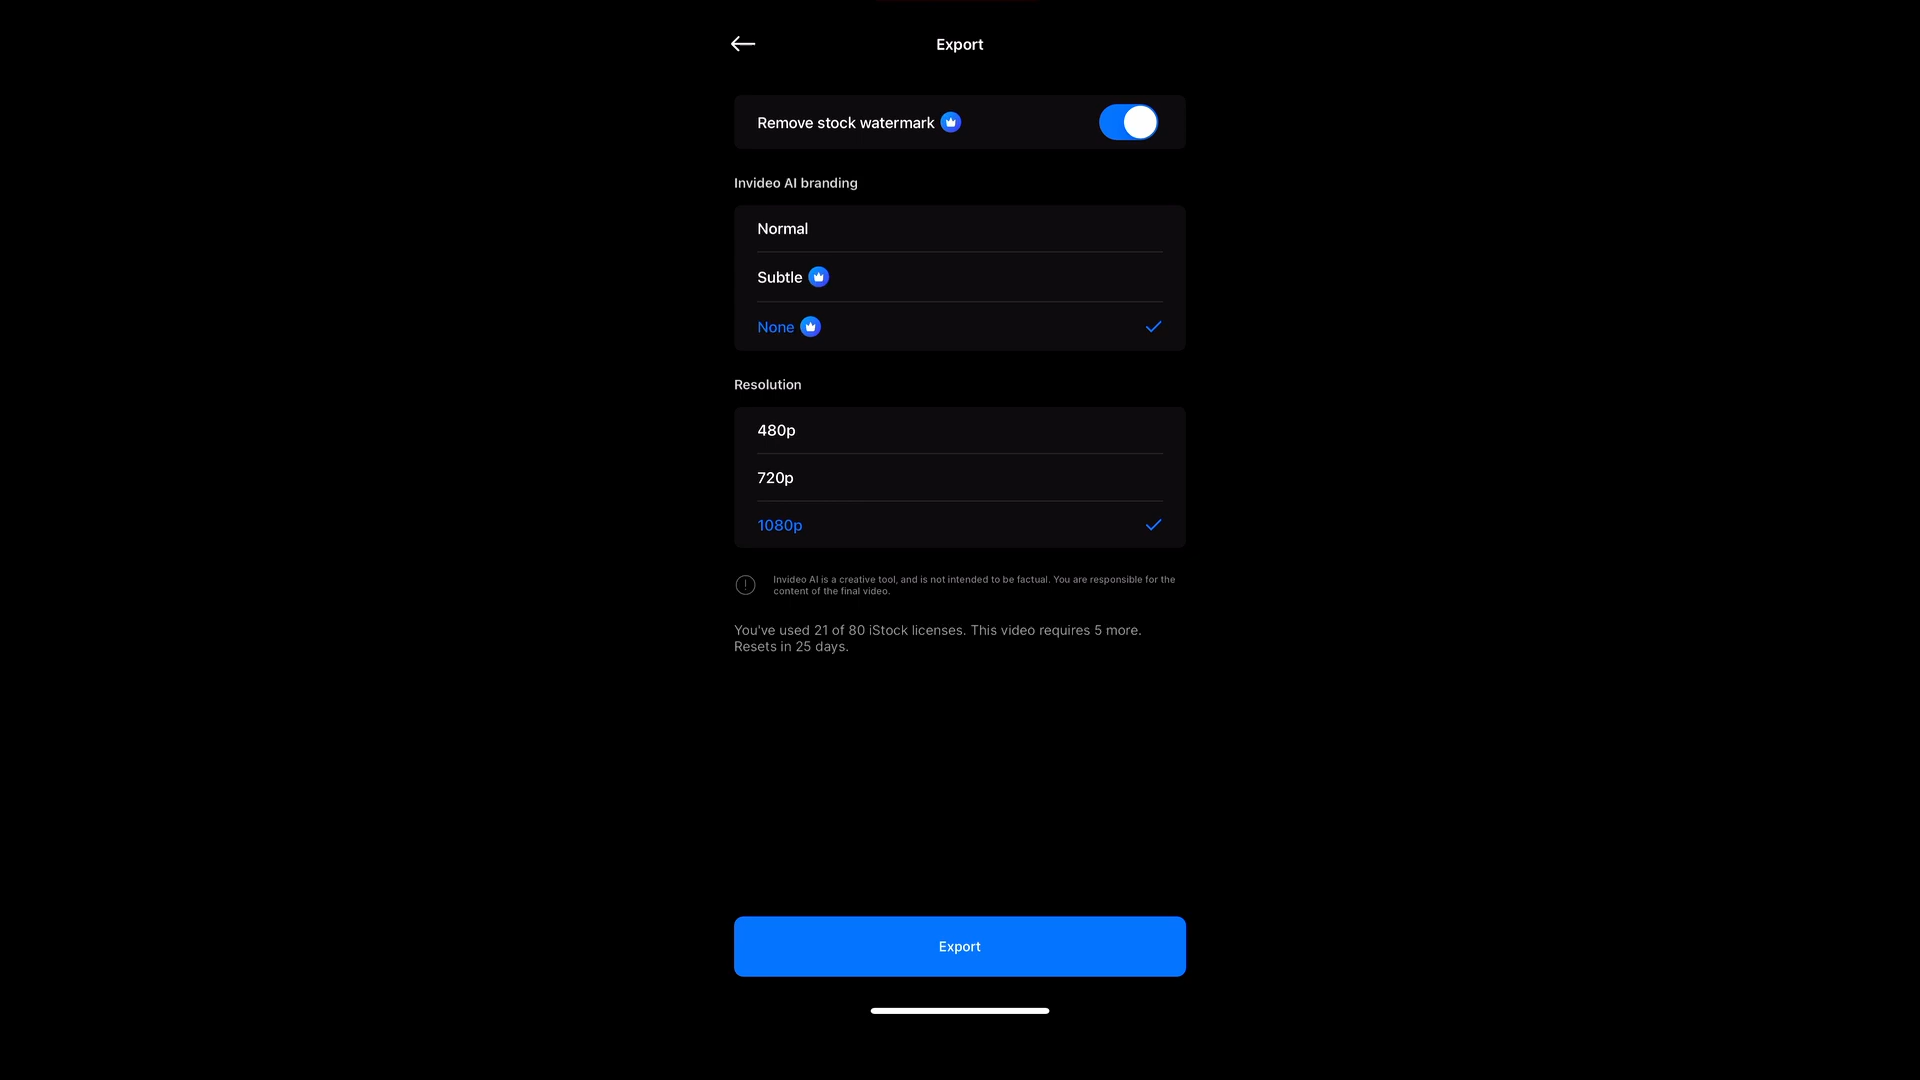 Export
Remove stock watermark
Invideo AI branding
Normal
Subtle
None
Resolution
480p
720p
1080p
Invideo AI is a creative tool, and is not intended to be factual. You are responsible for the
content of the final video.
You've used 21 of 80 iStock licenses. This video requires 5 more.
Resets in 25 days.
Export